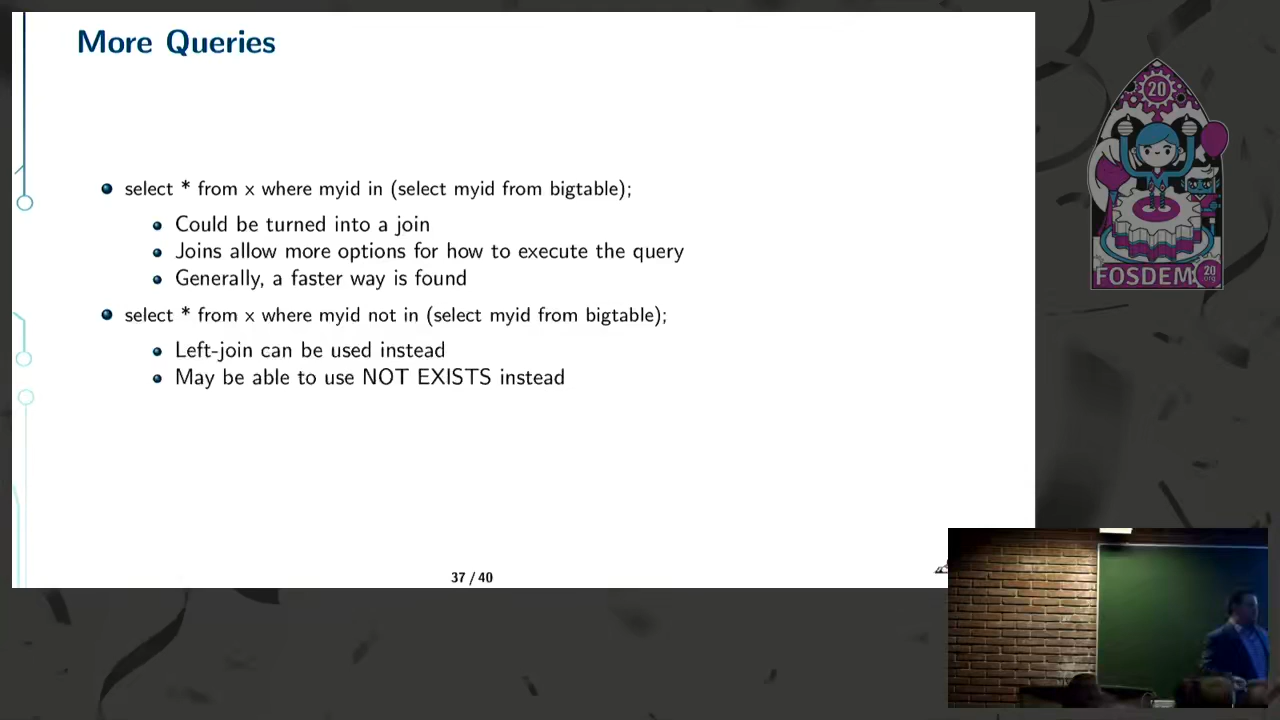 More Queries
select * from x where myid in (select myid from bigtable);
Could be turned into a join
Joins allow more options for how to execute the query
Generally, a faster way is found
select * from x where myid not in (select myid from bigtable);
Left-join can be used instead
May be able to use NOT EXISTS instead
37 / 40
20
FOSDEM
20
.org